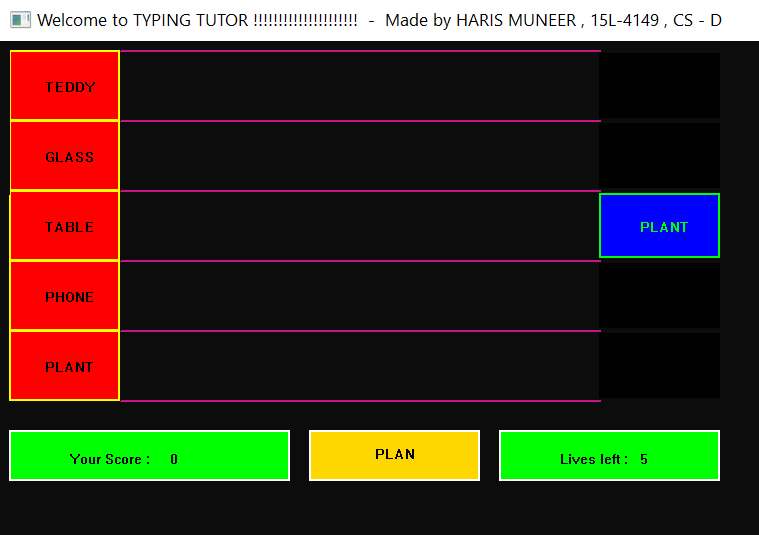 Welcome to TYPING TUTOR !!!!!!!!!!!!!!!!!!!!! - Made by HARIS MUNEER , 15L-4149 , CS - D
TEDDY
GLASS
TABLE PLANT
PHONE
PLANT
Your Score : 0 PLAN Lives left : 5